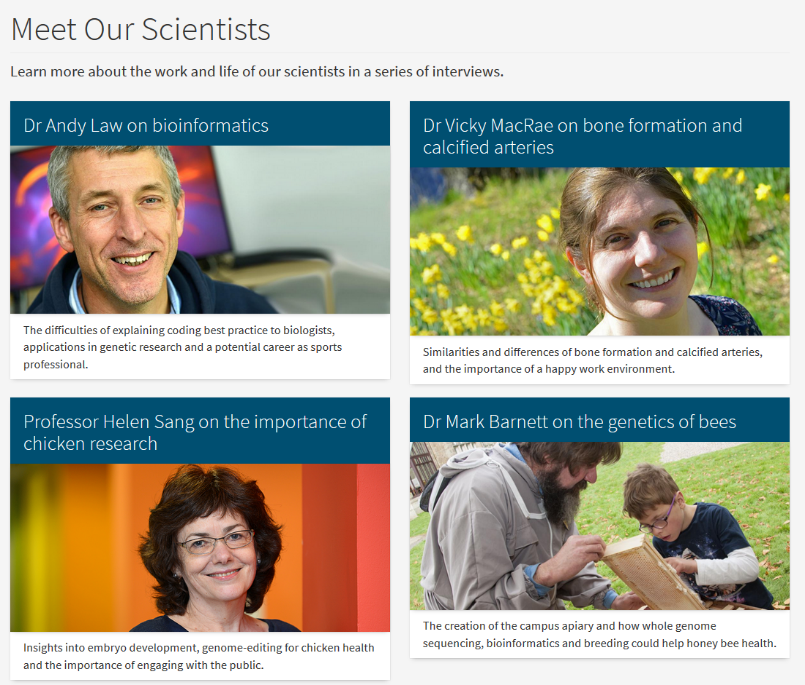 Meet Our Scientists
Learn more about the work and life of our scientists in a series of interviews.
Dr Andy Law on bioinformatics
The difficulties of explaining coding best practice to biologists,
applications in genetic research and a potential career as sports
professional.
Dr Vicky MacRae on bone formation and
calcified arteries
Similarities and differences of bone formation and calcified arteries,
and the importance of a happy work environment.
Professor Helen Sang on the importance of
chicken research
Insights into embryo development, genome-editing for chicken health
and the importance of engaging with the public.
Dr Mark Barnett on the genetics of bees
The creation of the campus apiary and how whole genome
sequencing, bioinformatics and breeding could help honey bee health.